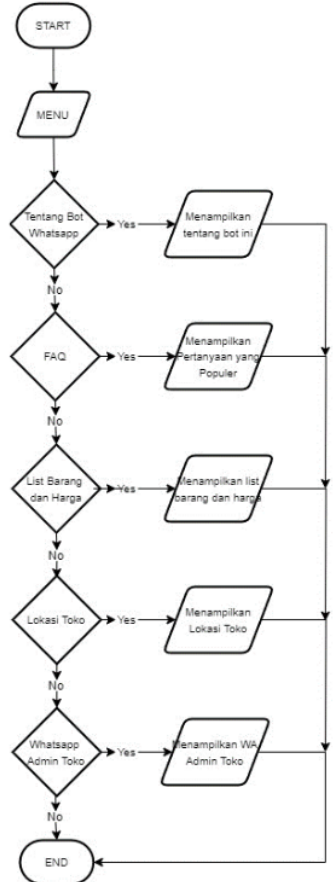 START
MENU
Tentang Bot
Whatsapp
Yes
Menampilkan
tentang bot ini
No
FAQ
Yes
Menampilkan
Pertanyaan yang
Populer
No
List Barang
dan Harga
Yes
Menampilkan list
barang dan harga
No
Lokasi Toko
Yes
Menampilkan
Lokasi Toko
No
Whatsapp
Admin Toko
Yes
Menampilkan WA
Admin Toko
No
END